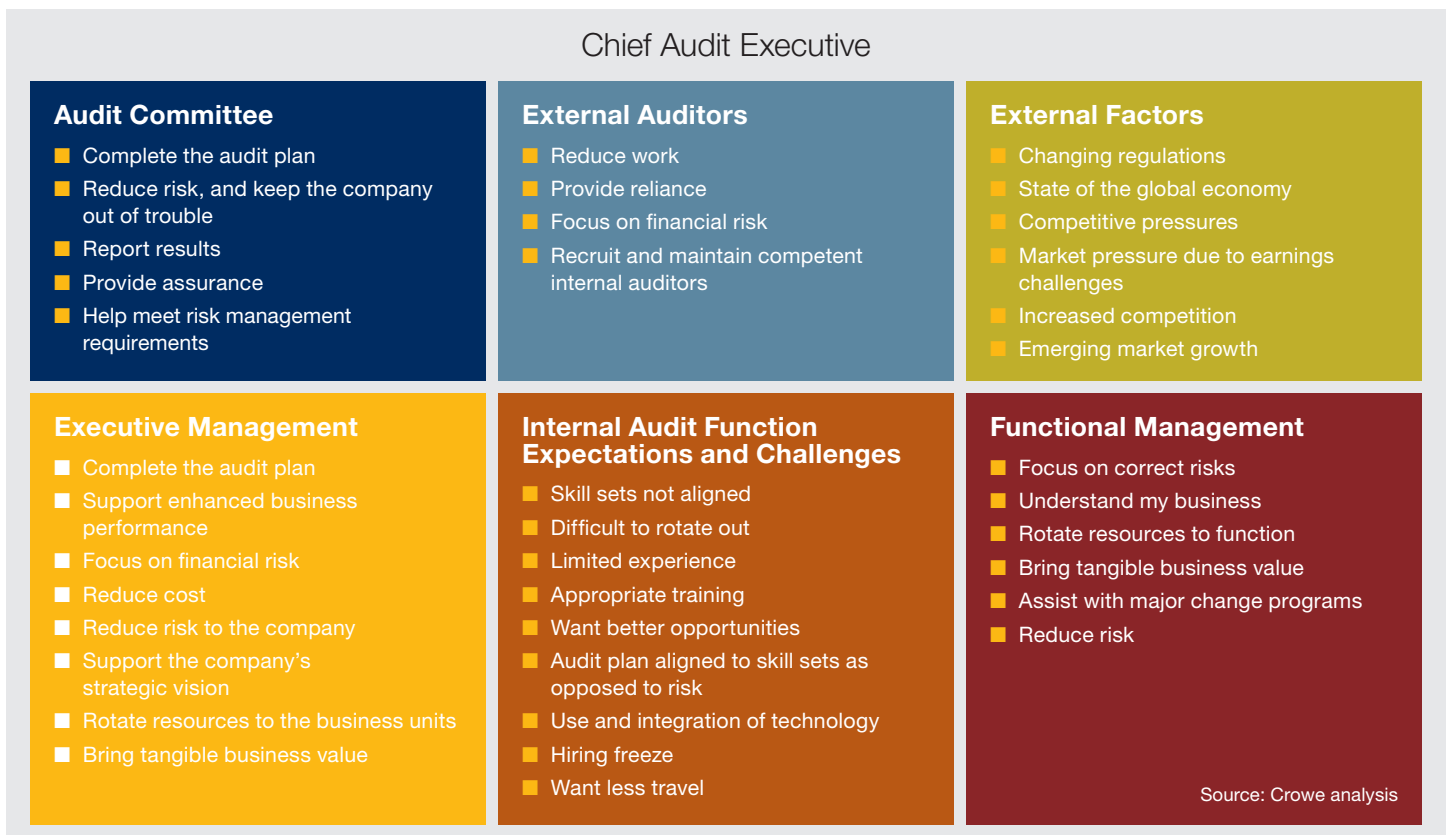 Chief Audit Executive
Audit Committee
Complete the audit plan
Reduce risk, and keep the company
out of trouble
Report results
Provide assurance
Help meet risk management
requirements
External Auditors
Reduce work
Provide reliance
Focus on financial risk
Recruit and maintain competent
internal auditors
External Factors
Changing regulations
State of the global economy
Competitive pressures
Market pressure due to earnings
challenges
Increased competition
Emerging market growth
Executive Management
Complete the audit plan
Support enhanced business
performance
Focus on financial risk
Reduce cost
Reduce risk to the company
Support the company's
strategic vision
Rotate resources to the business units
Bring tangible business value
Internal Audit Function
Expectations and Challenges
Skill sets not aligned
Difficult to rotate out
Limited experience
Appropriate training
Want better opportunities
Audit plan aligned to skill sets as
opposed to risk
Use and integration of technology
Hiring freeze
Want less travel
Functional Management
Focus on correct risks
Understand my business
Rotate resources to function
Bring tangible business value
Assist with major change programs
Reduce risk
Source: Crowe analysis